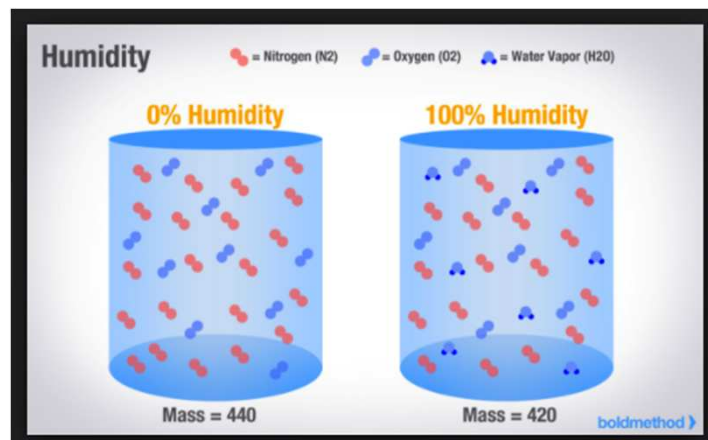 Humidity
= Nitrogen (N2) = Oxygen (O2) = Water Vapor (H2O)
0% Humidity 100% Humidity
Mass = 440 Mass = 420
boldmethod